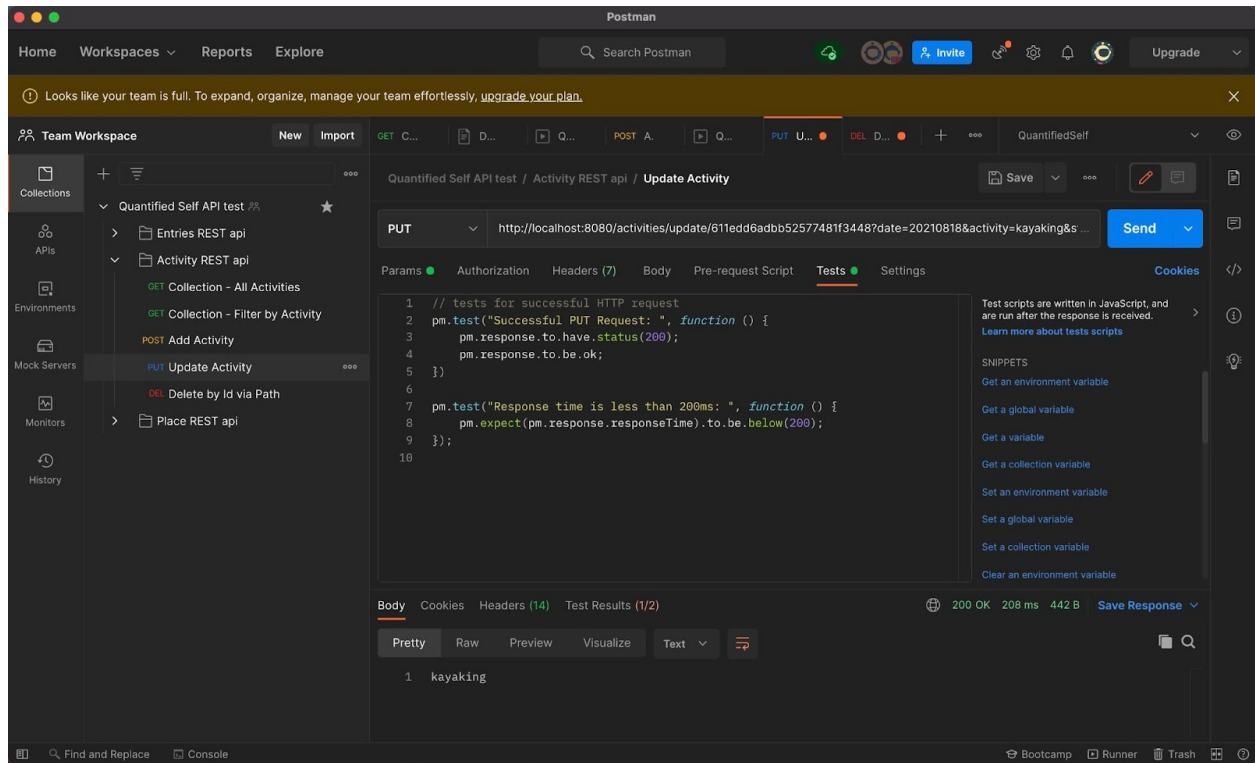 Postman
Home Workspaces Reports Explore
Search Postman
Invite
Upgrade
Looks like your team is full. To expand, organize, manage your team effortlessly, upgrade your plan.
Team Workspace
New Import
GET C...
D...
Q...
POST A.
Q...
PUT U...
DEL D...
QuantifiedSelf
Collections
APIs
Environments
Mock Servers
Monitors
History
Quantified Self API test
Entries REST api
Activity REST api
GET Collection - All Activities
GET Collection - Filter by Activity
POST Add Activity
PUT Update Activity
DEL Delete by Id via Path
Place REST api
Quantified Self API test / Activity REST api / Update Activity
Save
PUT
http://localhost:8080/activities/update/611edd6adbb52577481f3448?date=20210818&activity=kayaking&s...
Send
Params Authorization Headers (7) Body Pre-request Script Tests Settings
Cookies
1 // tests for successful HTTP request
2 pm.test("Successful PUT Request: ", function () {
3 pm.response.to.have.status(200);
4 pm.response.to.be.ok;
5 })
6
7 pm.test("Response time is less than 200ms: ", function () {
8 pm.expect(pm.response.responseTime).to.be.below(200);
9 });
10
Test scripts are written in JavaScript, and
are run after the response is received.
Learn more about tests scripts
SNIPPETS
Get an environment variable
Get a global variable
Get a variable
Get a collection variable
Set an environment variable
Set a global variable
Set a collection variable
Clear an environment variable
Body Cookies Headers (14) Test Results (1/2)
200 OK 208 ms 442 B Save Response
Pretty Raw Preview Visualize Text
1 kayaking
Find and Replace Console
Bootcamp Runner Trash